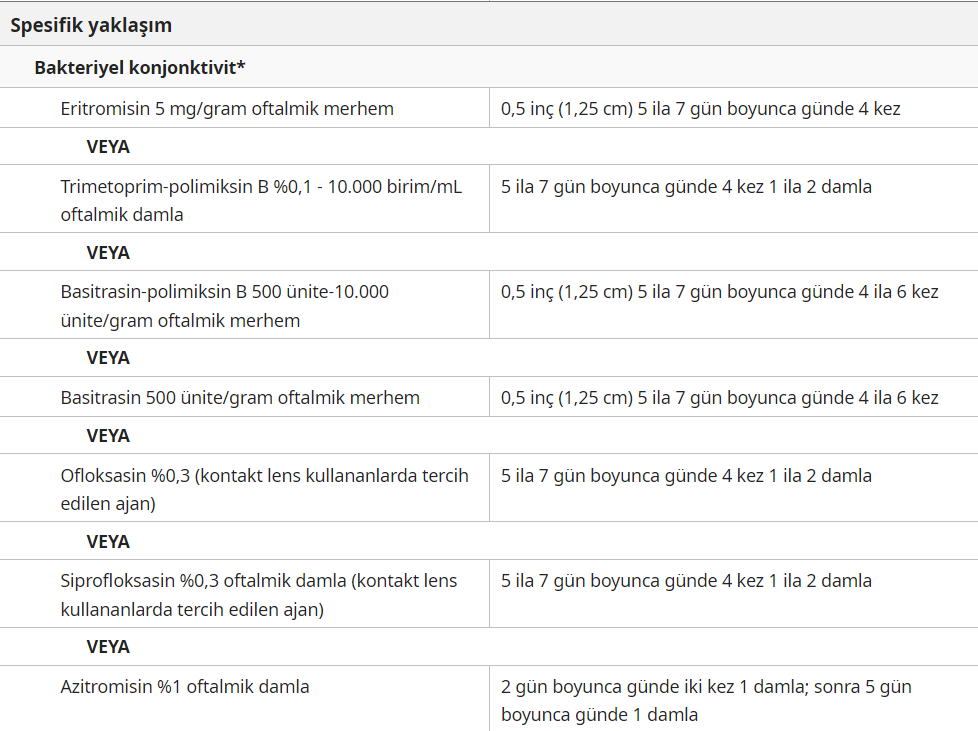 Spesifik yaklaşım
Bakteriyel konjonktivit*
Eritromisin 5 mg/gram oftalmik merhem
0,5 inç (1,25 cm) 5 ila 7 gün boyunca günde 4 kez
VEYA
Trimetoprim-polimiksin B %0,1 - 10.000 birim/mL
oftalmik damla
5 ila 7 gün boyunca günde 4 kez 1 ila 2 damla
VEYA
Basitrasin-polimiksin B 500 ünite-10.000
ünite/gram oftalmik merhem
0,5 inç (1,25 cm) 5 ila 7 gün boyunca günde 4 ila 6 kez
VEYA
Basitrasin 500 ünite/gram oftalmik merhem
0,5 inç (1,25 cm) 5 ila 7 gün boyunca günde 4 ila 6 kez
VEYA
Ofloksasin %0,3 (kontakt lens kullananlarda tercih
edilen ajan)
5 ila 7 gün boyunca günde 4 kez 1 ila 2 damla
VEYA
Siprofloksasin %0,3 oftalmik damla (kontakt lens
kullananlarda tercih edilen ajan)
5 ila 7 gün boyunca günde 4 kez 1 ila 2 damla
VEYA
Azitromisin %1 oftalmik damla
2 gün boyunca günde iki kez 1 damla; sonra 5 gün
boyunca günde 1 damla